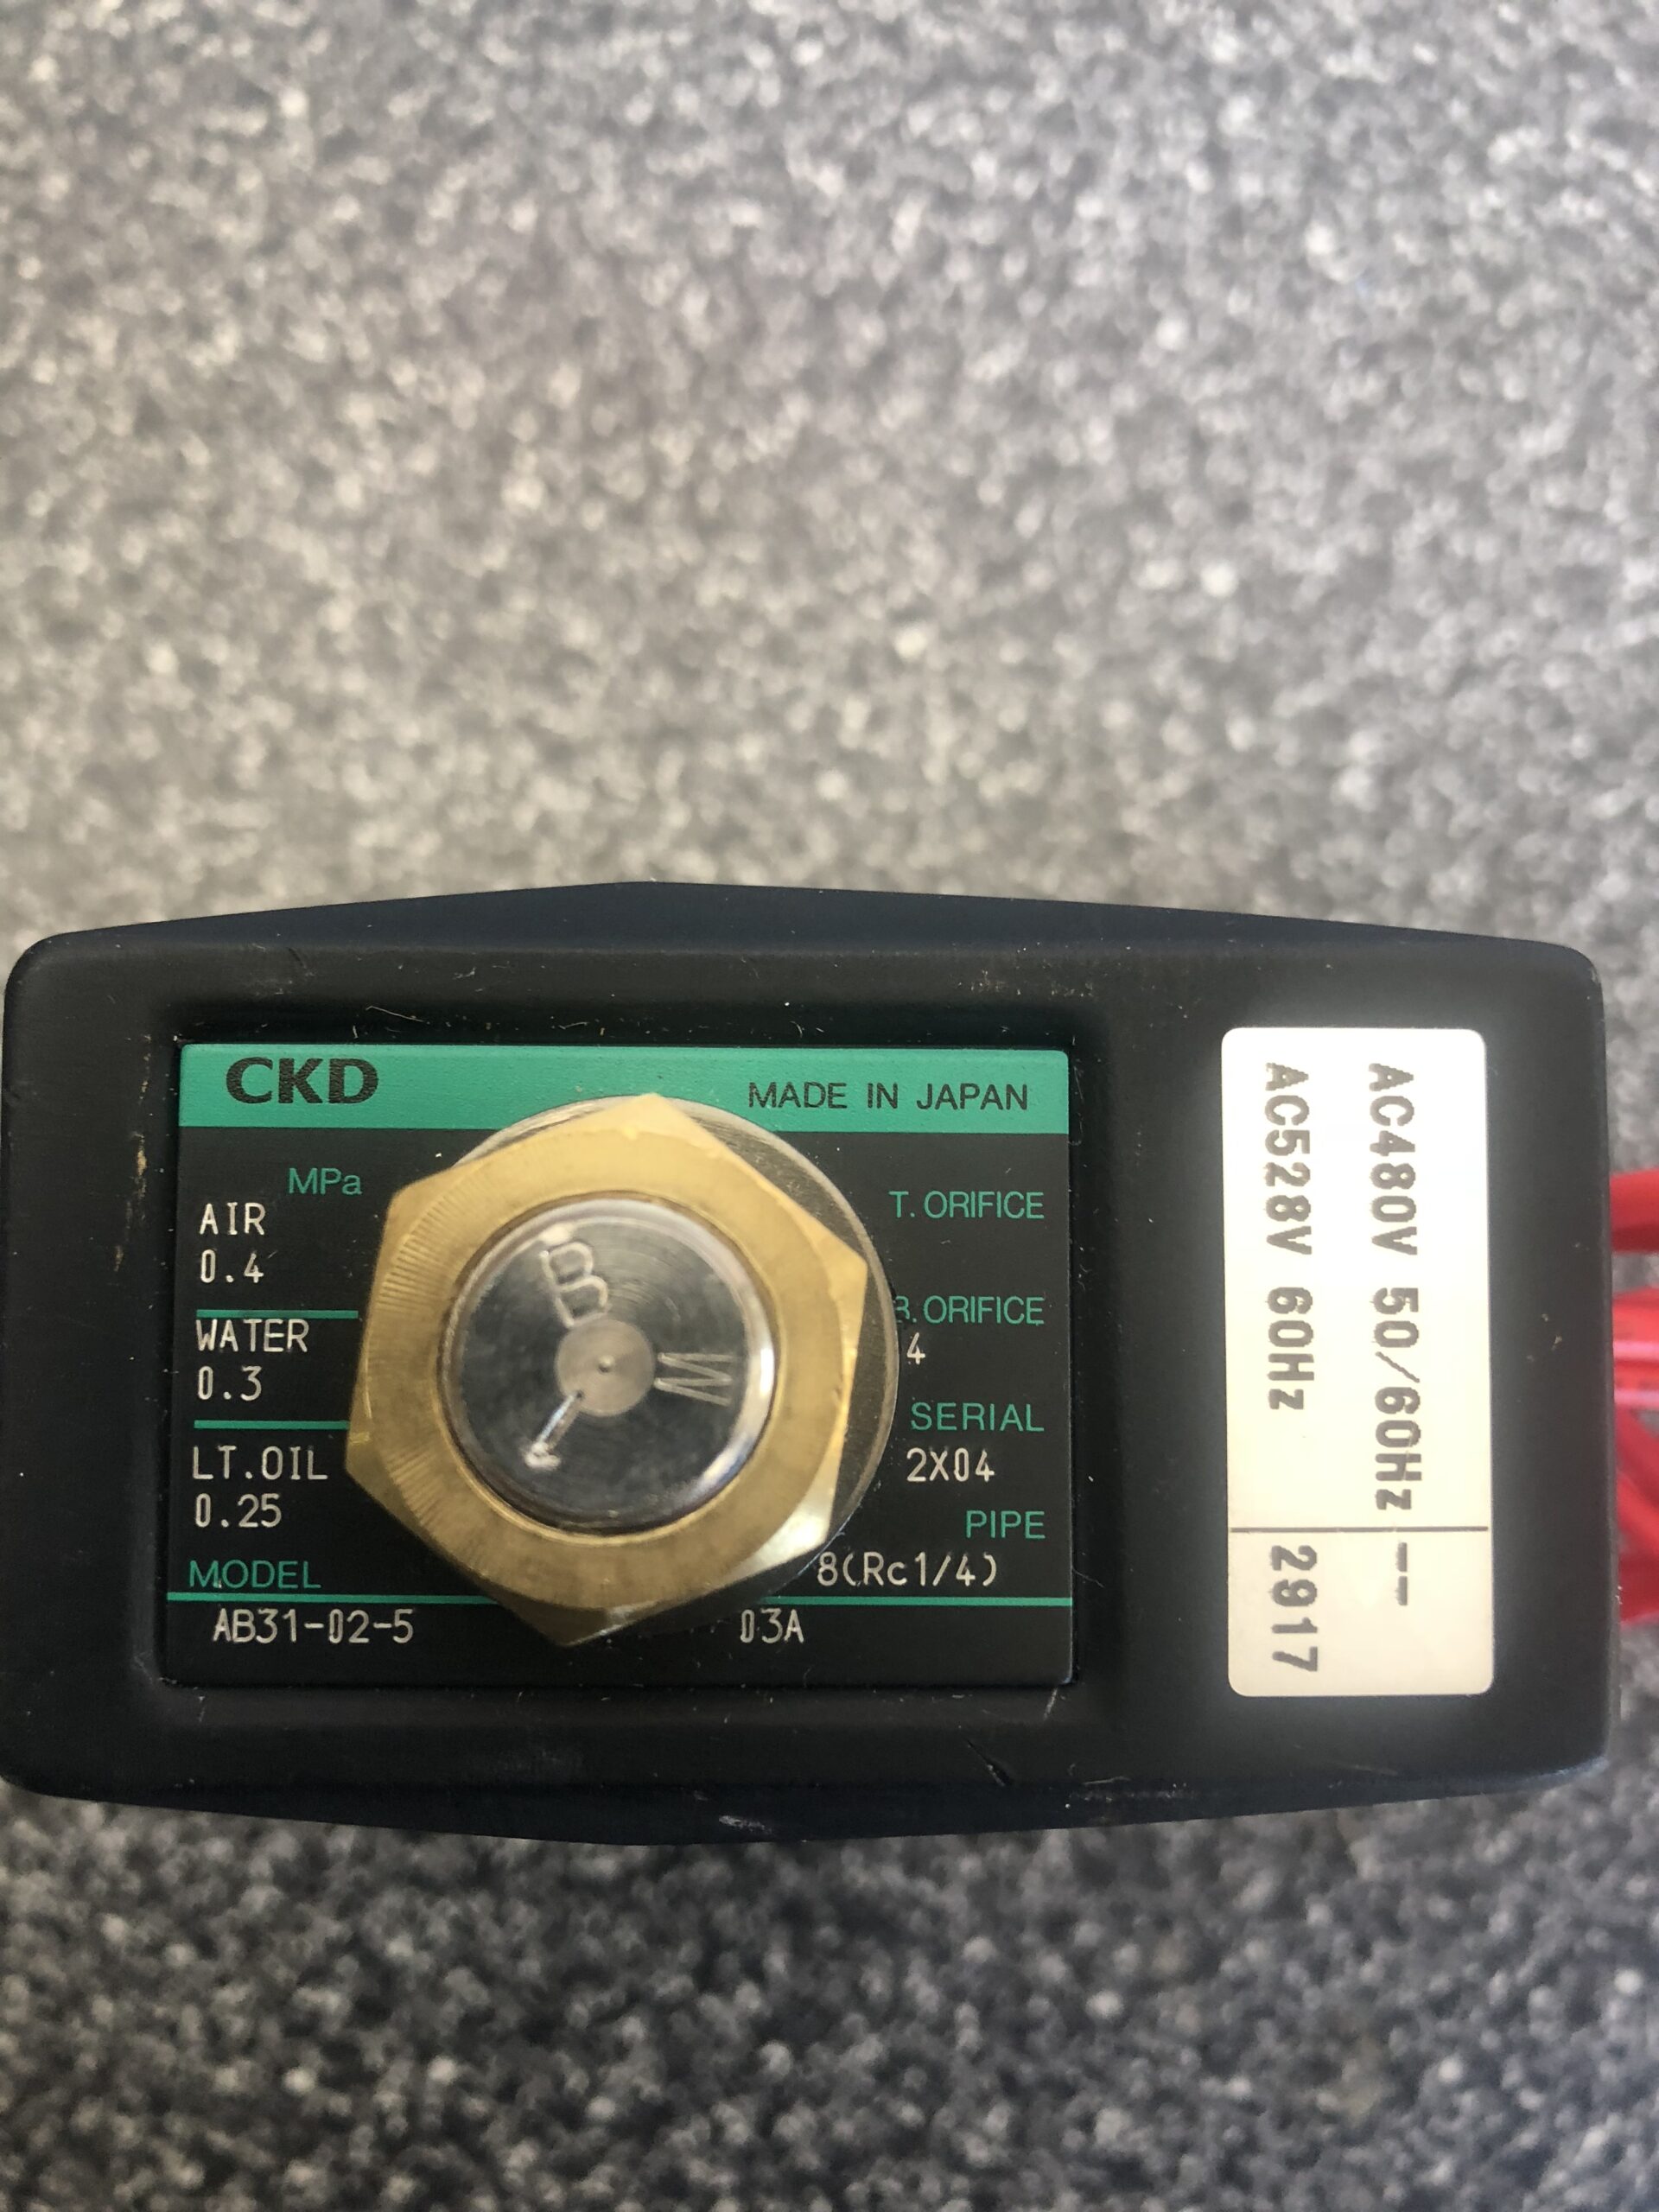 CKD
MADE IN JAPAN
MPa
AIR
0.4
WATER
0.3
LT.OIL
0.25
MODEL
AB31-02-5
03A
T. ORIFICE
B. ORIFICE
4
SERIAL
2X04
PIPE
8(Rc1/4)
B
W
AC480V 50/60Hz --
AC528V 60Hz 2917